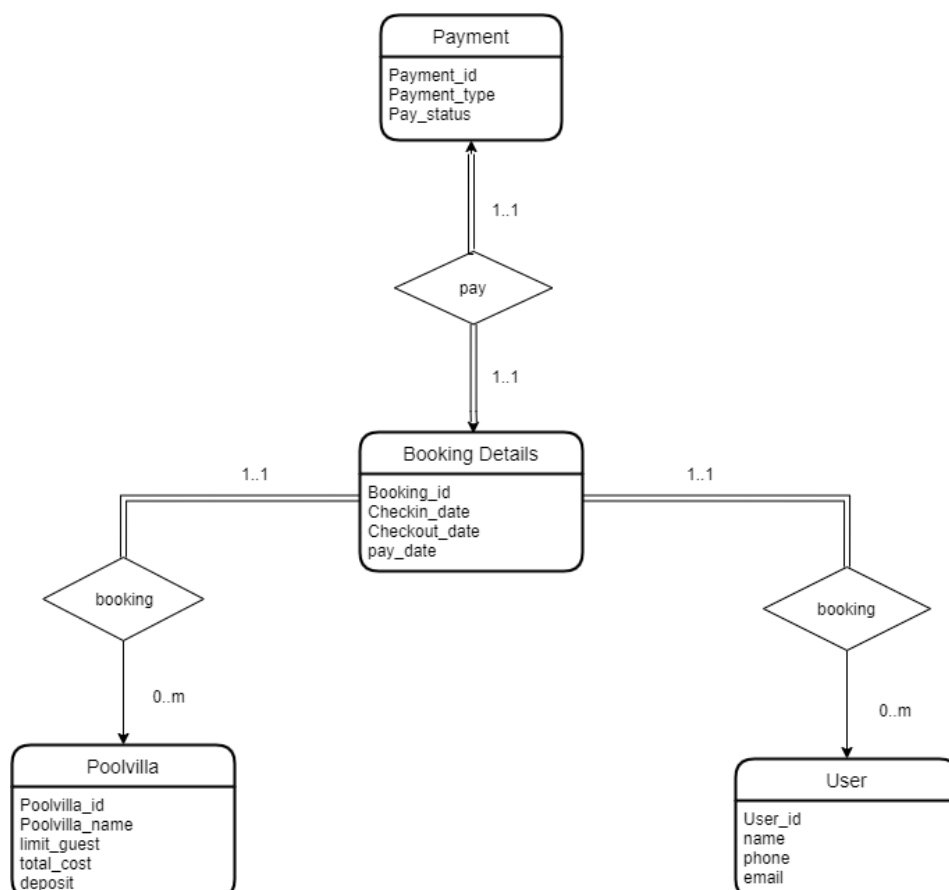 Payment
Payment_id
Payment_type
Pay_status
1..1
pay
1..1
Booking Details
Booking_id
Checkin_date
Checkout_date
pay_date
1..1
1..1
booking
booking
0..m
0..m
Poolvilla
Poolvilla_id
Poolvilla_name
limit_guest
total_cost
deposit
User
User_id
name
phone
email